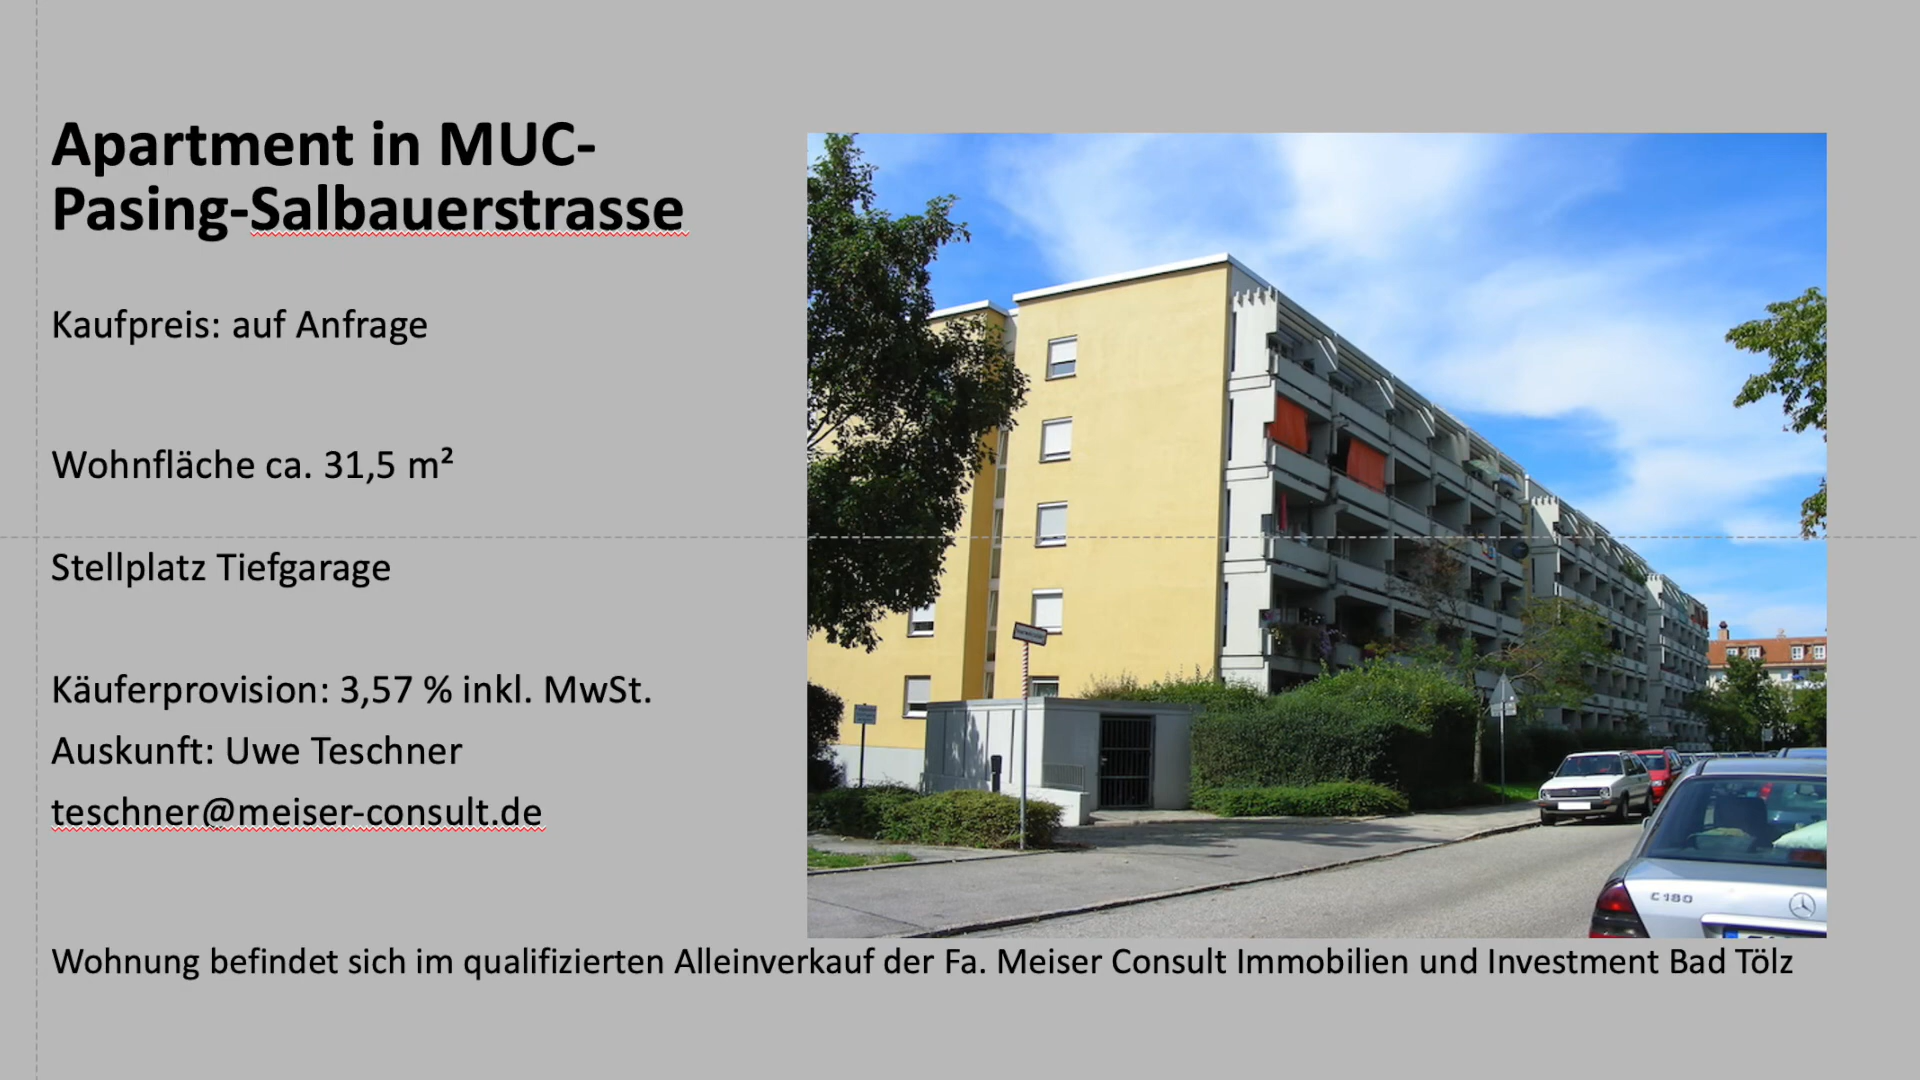 Apartment in MUC-
Pasing-Salbauerstrasse
Kaufpreis: auf Anfrage
Wohnfläche ca. 31,5 m²
Stellplatz Tiefgarage
Käuferprovision: 3,57 % inkl. MwSt.
Auskunft: Uwe Teschner
teschner@meiser-consult.de
C 180
Wohnung befindet sich im qualifizierten Alleinverkauf der Fa. Meiser Consult Immobilien und Investment Bad Tölz